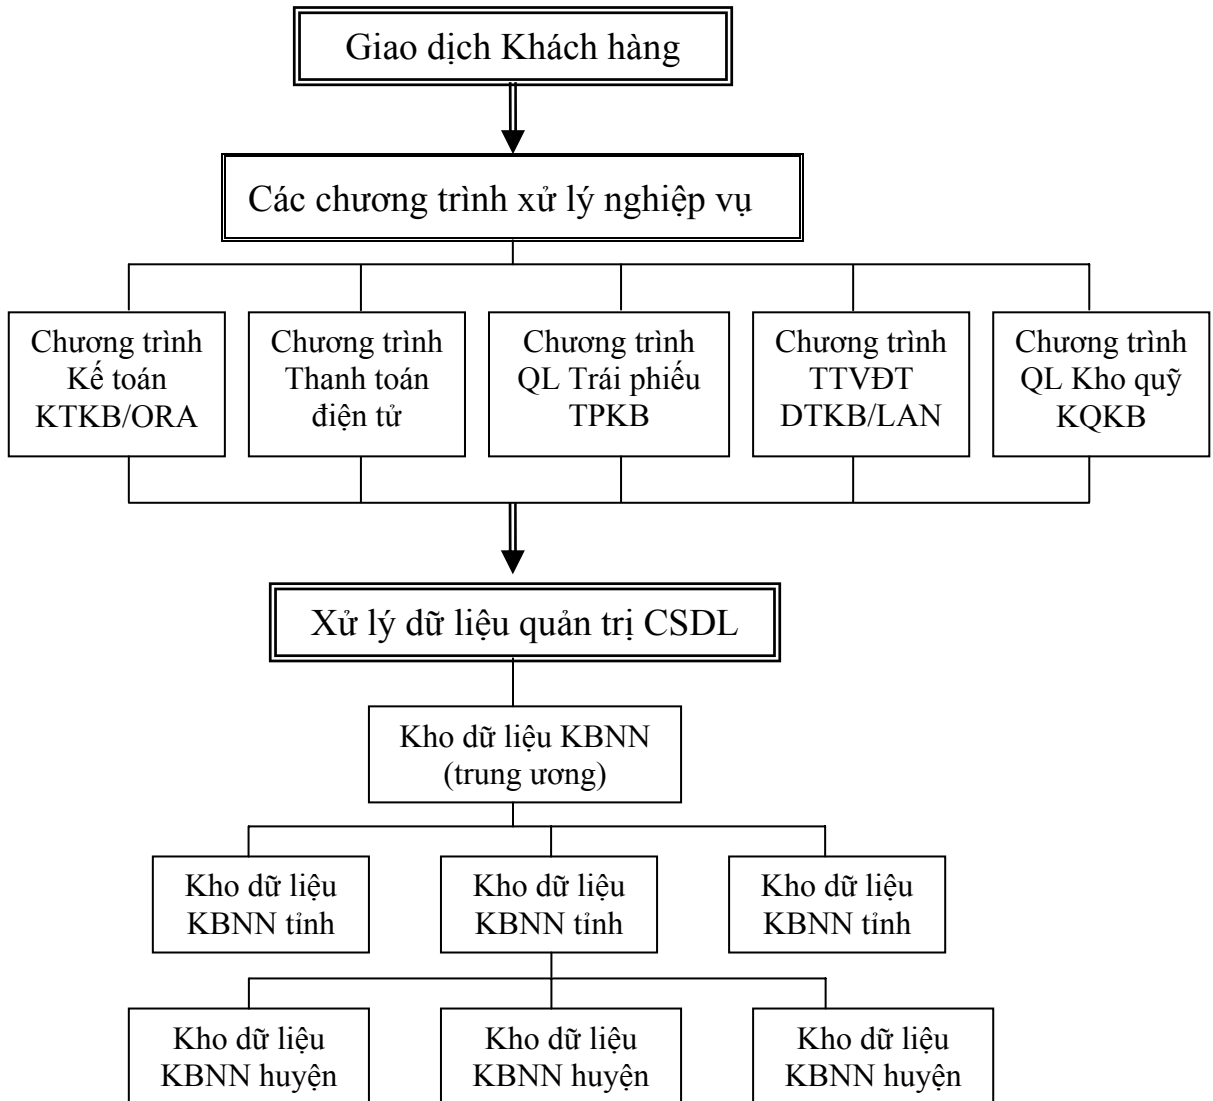 Giao dịch Khách hàng
Các chương trình xử lý nghiệp vụ
Chương trình
Kế toán
KTKB/ORA
Chương trình
Thanh toán
điện tử
Chương trình
QL Trái phiếu
TPKB
Chương trình
TTVĐT
DTKB/LAN
Chương trình
QL Kho quỹ
KQKB
Xử lý dữ liệu quản trị CSDL
Kho dữ liệu KBNN
(trung ương)
Kho dữ liệu
KBNN tỉnh
Kho dữ liệu
KBNN tỉnh
Kho dữ liệu
KBNN tỉnh
Kho dữ liệu
KBNN huyện
Kho dữ liệu
KBNN huyện
Kho dữ liệu
KBNN huyện